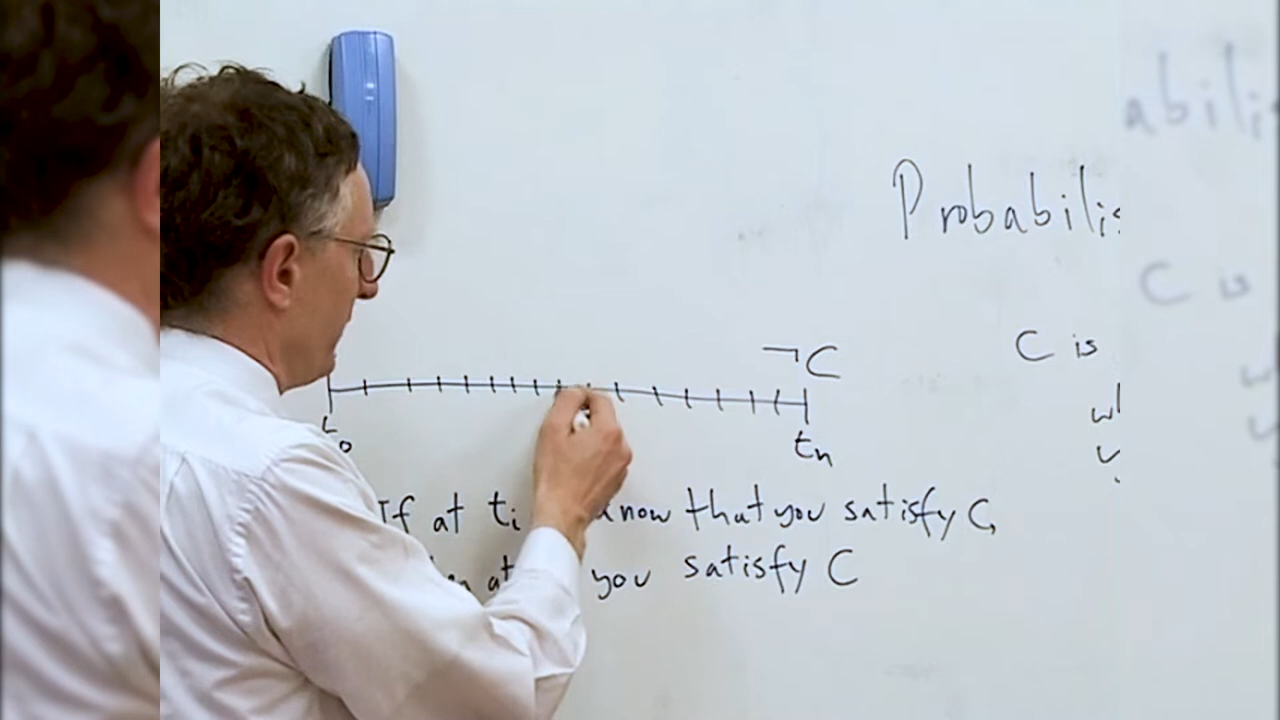 ¬C
t₀
tₙ
If at tᵢ know that you satisfy C,
at you satisfy C
Probabilis
C is